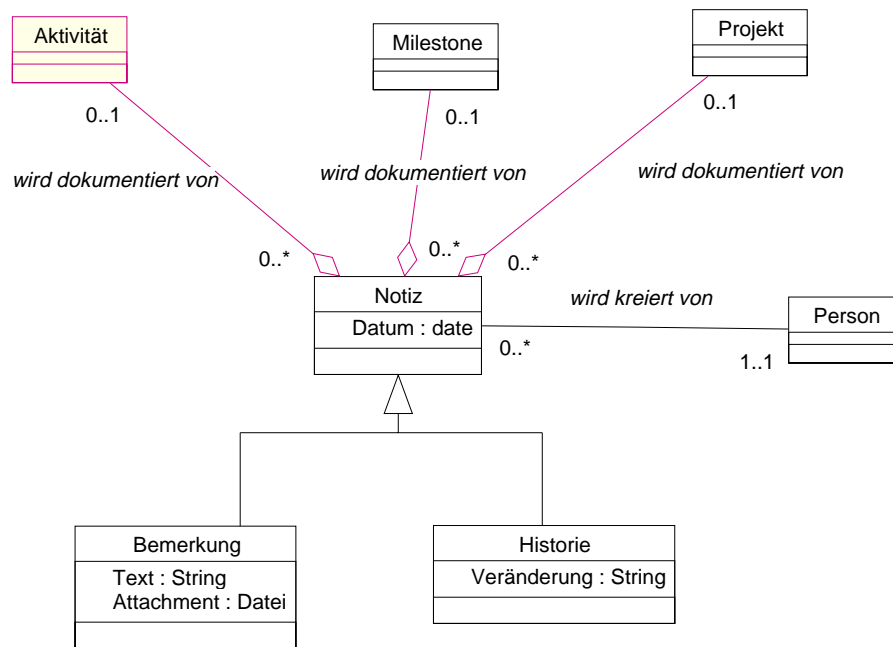 Aktivität
Milestone
Projekt
0..1
0..1
0..1
wird dokumentiert von
wird dokumentiert von
wird dokumentiert von
0..*
0..*
0..*
Notiz
Datum : date
wird kreiert von
0..*
1..1
Person
Bemerkung
Text : String
Attachment : Datei
Historie
Veränderung : String